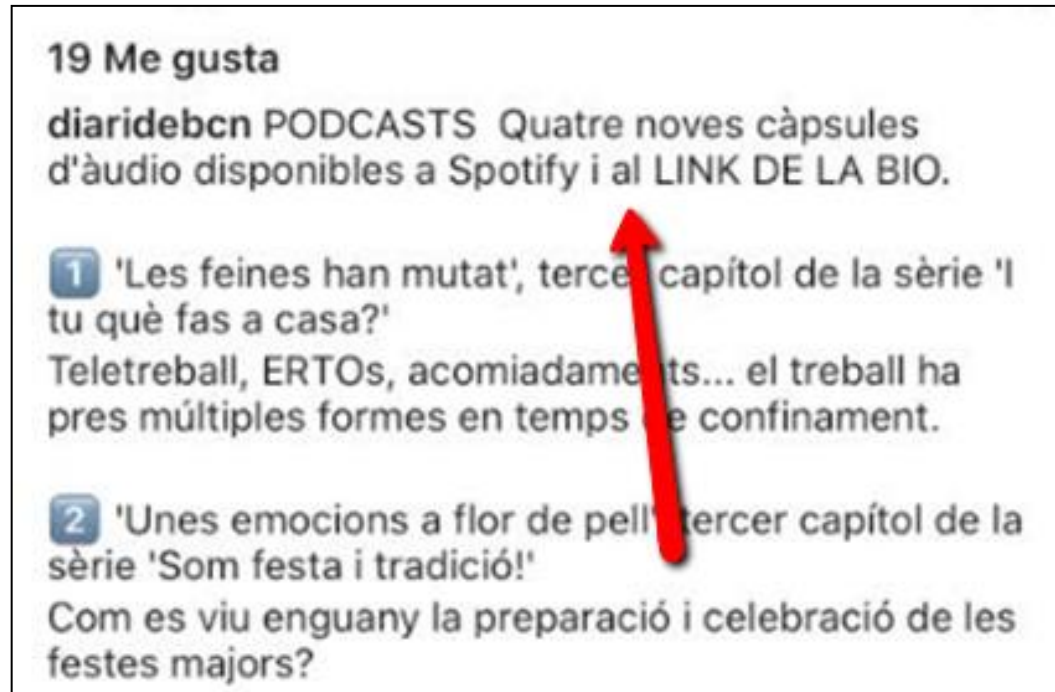 19 Me gusta
diaridebcn PODCASTS Quatre noves càpsules
d'àudio disponibles a Spotify i al LINK DE LA BIO.
1 'Les feines han mutat', tercer capítol de la sèrie 'I
tu què fas a casa?'
Teletreball, ERTOs, acomiadaments... el treball ha
pres múltiples formes en temps de confinament.
2 'Unes emocions a flor de pell' tercer capítol de la
sèrie 'Som festa i tradició!'
Com es viu enguany la preparació i celebració de les
festes majors?